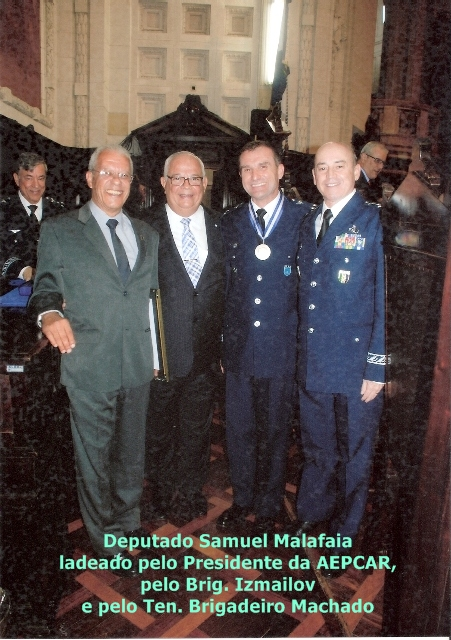 Deputado Samuel Malafaia
ladeado pelo Presidente da AEPCAR,
pelo Brig. Izmailov
e pelo Ten. Brigadeiro Machado